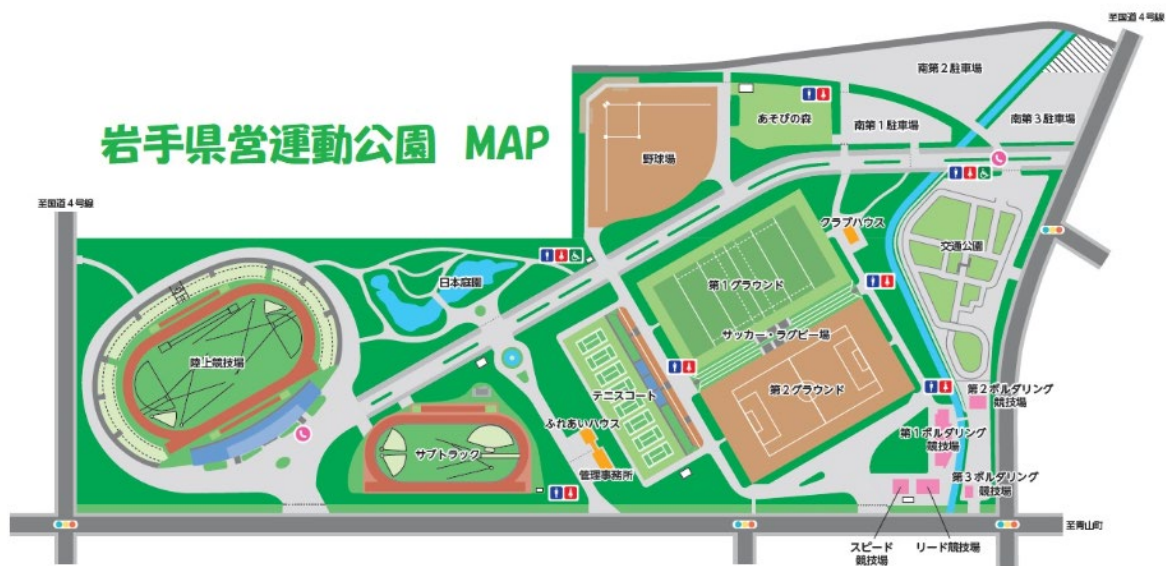 岩手県営運動公園 MAP
至国道4号線
南第2駐車場
あそびの森
南第1駐車場
南第3駐車場
野球場
至国道4号線
クラブハウス
交通公園
日本庭園
第1グラウンド
サッカー・ラグビー場
陸上競技場
第2グラウンド
テニスコート
第2ボルダリング
競技場
ふれあいハウス
第1ボルダリング
競技場
サブトラック
管理事務所
第3ボルダリング
競技場
至青山町
スピード
競技場
リード競技場